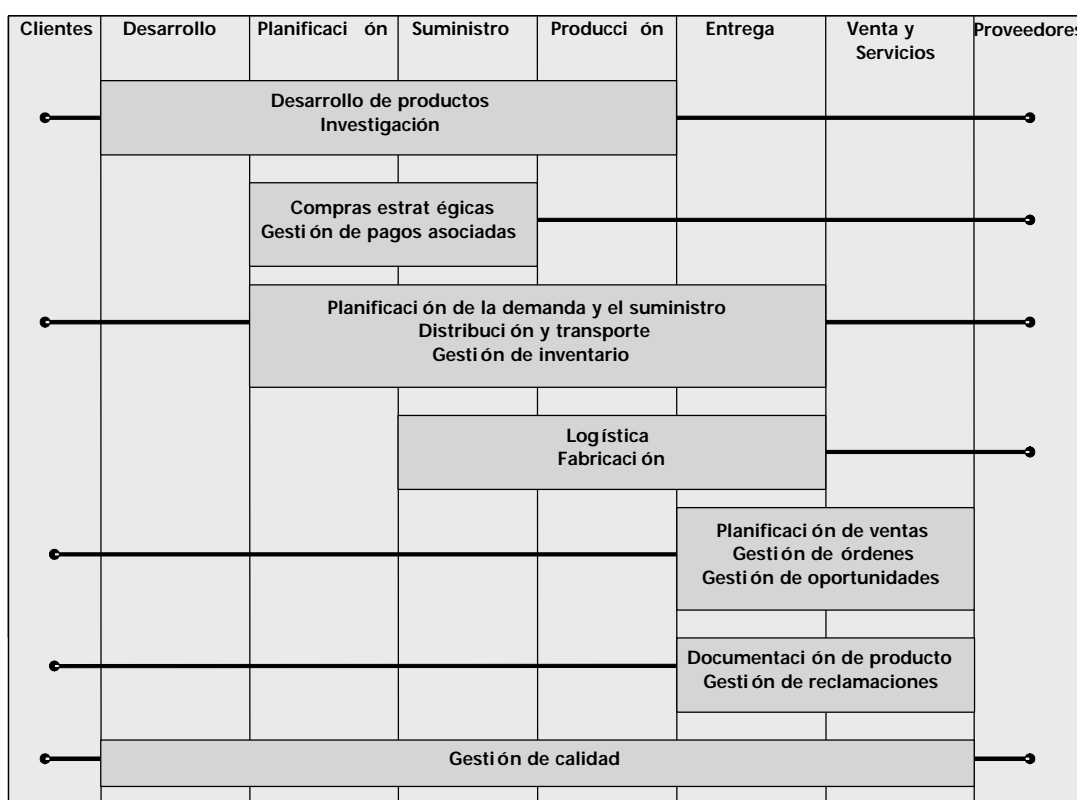 Clientes Desarrollo Planificaci ón Suministro Producci ón Entrega Venta y Proveedores
Servicios
Desarrollo de productos
Investigación
Compras estrat égicas
Gesti ón de pagos asociadas
Planificaci ón de la demanda y el suministro
Distribuci ón y transporte
Gesti ón de inventario
Logística
Fabricaci ón
Planificaci ón de ventas
Gesti ón de órdenes
Gesti ón de oportunidades
Documentaci ón de producto
Gesti ón de reclamaciones
Gesti ón de calidad